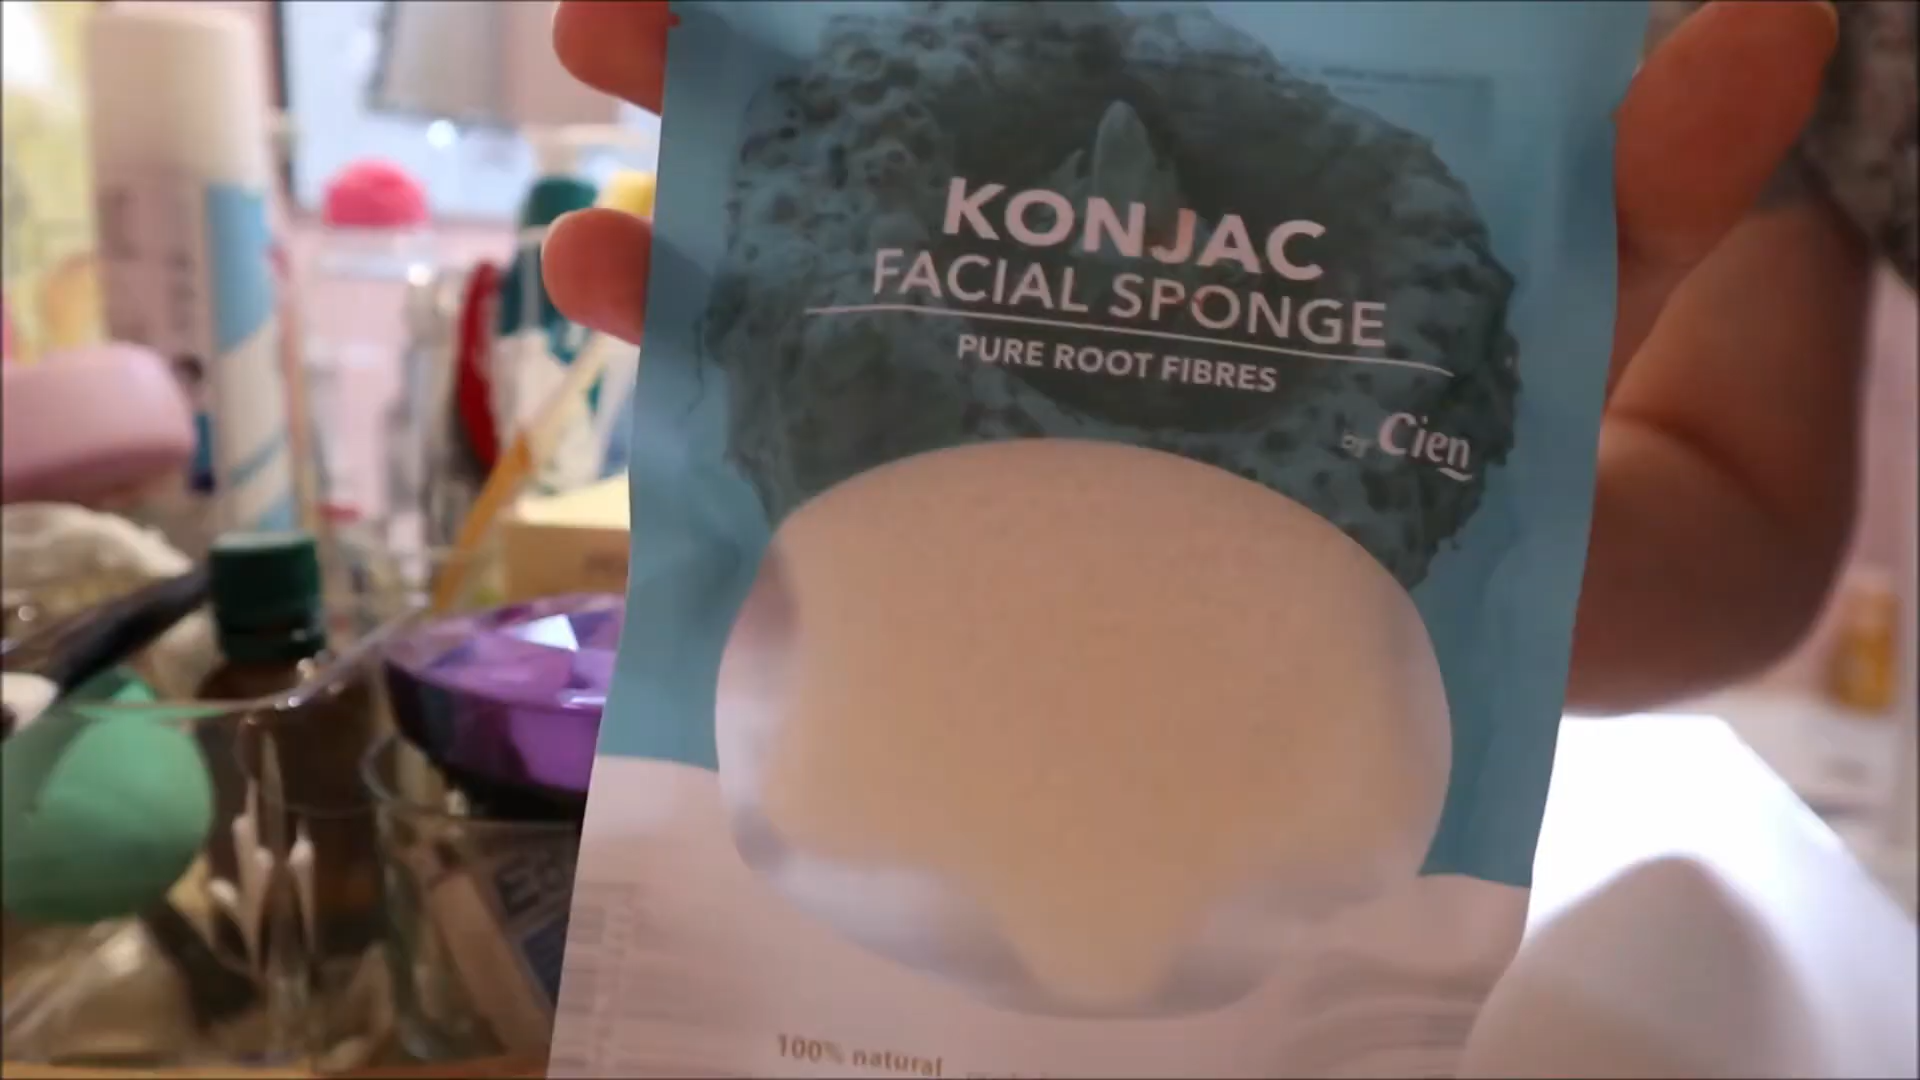 KONJAC
FACIAL SPONGE
PURE ROOT FIBRES
by Cien
100% natural